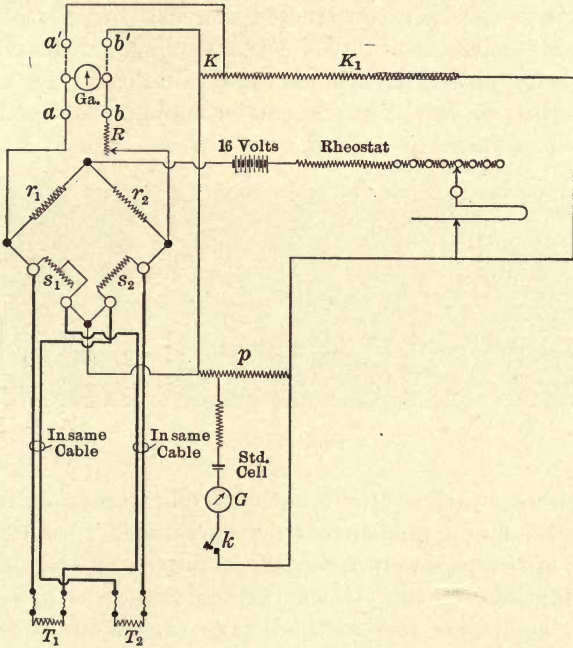 a′ b′
Ga.
K K₁
a b
R
16 Volts Rheostat
r₁ r₂
S₁ S₂
p
In same
Cable
In same
Cable
Std.
Cell
G
k
T₁ T₂